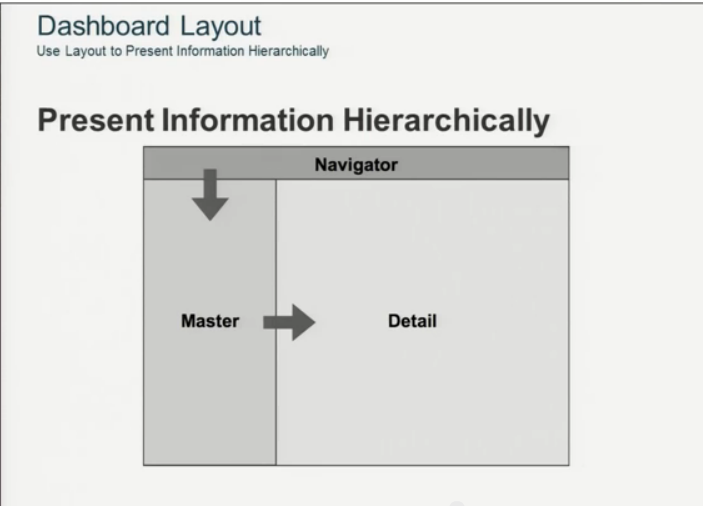 Dashboard Layout
Use Layout to Present Information Hierarchically
Present Information Hierarchically
Navigator
Master
Detail